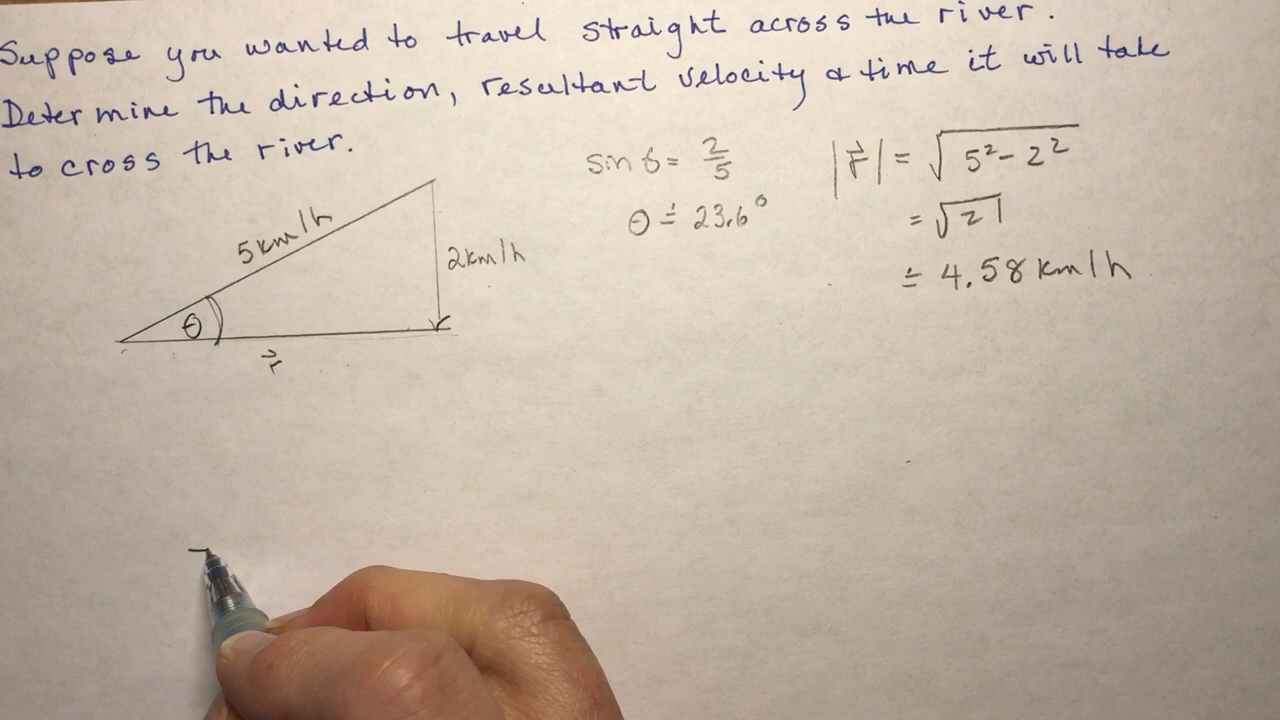 Suppose you wanted to travel straight across the river.
Determine the direction, resultant velocity & time it will take
to cross the river.
sin θ = 2/5
θ ≐ 23.6°
|r⃗| = √(5² - 2²)
= √21
≐ 4.58 km/h
5 km/h
2 km/h
θ
r⃗